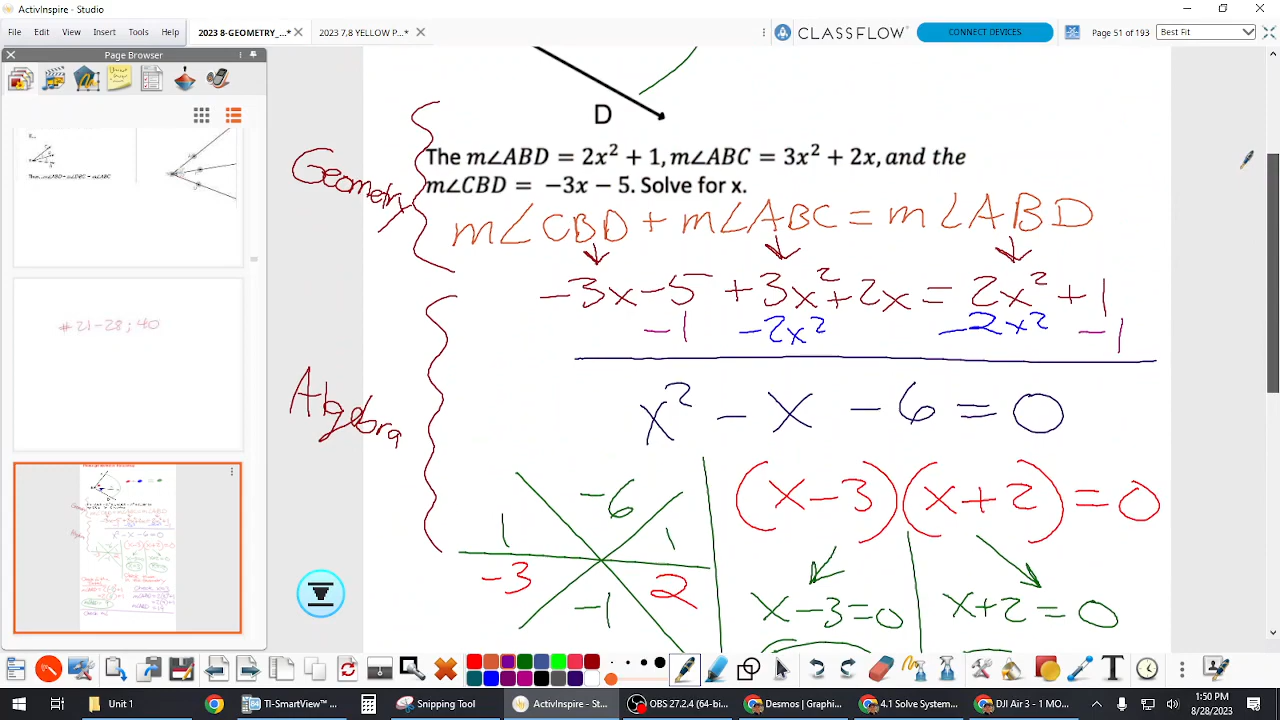 ActivInspire - Studio
File Edit View Insert Tools Help
2023 8-GEOMETRY_...*
2023 7,8 YELLOW P...*
CLASSFLOW
CONNECT DEVICES
Page 51 of 193
Best Fit
Page Browser
#21-28; 40
D
Geometry
The m∠ABD = 2x² + 1, m∠ABC = 3x² + 2x, and the
m∠CBD = −3x − 5. Solve for x.
m∠CBD + m∠ABC = m∠ABD
-3x-5 +3x²+2x = 2x²+1
-1 -2x² -2x² -1
Algebra
x² - x - 6 = 0
-6
1 1
-3 2
-1
(x-3)(x+2)=0
x-3=0 x+2=0
Unit 1
TI-SmartView ...
Snipping Tool
ActivInspire - St...
OBS 27.2.4 (64-bi...
Desmos | Graphi...
4.1 Solve System...
DJI Air 3 - 1 MO...
1:50 PM
8/28/2023